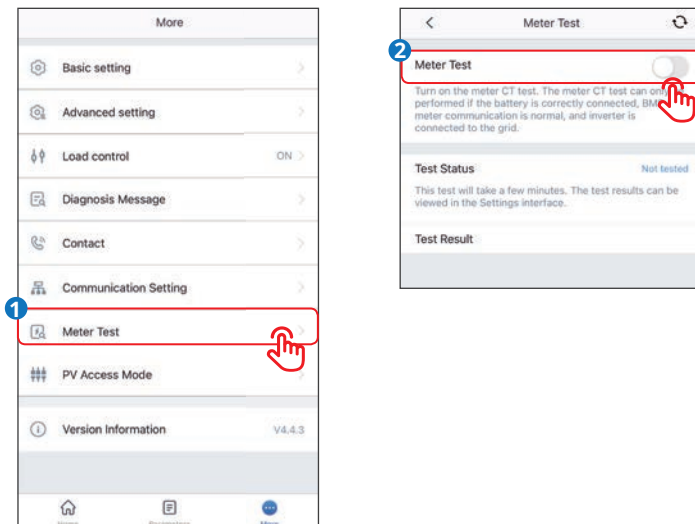 More
Basic setting
Advanced setting
Load control ON
Diagnosis Message
Contact
Communication Setting
1
Meter Test
PV Access Mode
Version Information V4.4.3
More
Meter Test
2
Meter Test
Turn on the meter CT test. The meter CT test can only
performed if the battery is correctly connected, BM
meter communication is normal, and inverter is
connected to the grid.
Test Status Not tested
This test will take a few minutes. The test results can be
viewed in the Settings interface.
Test Result